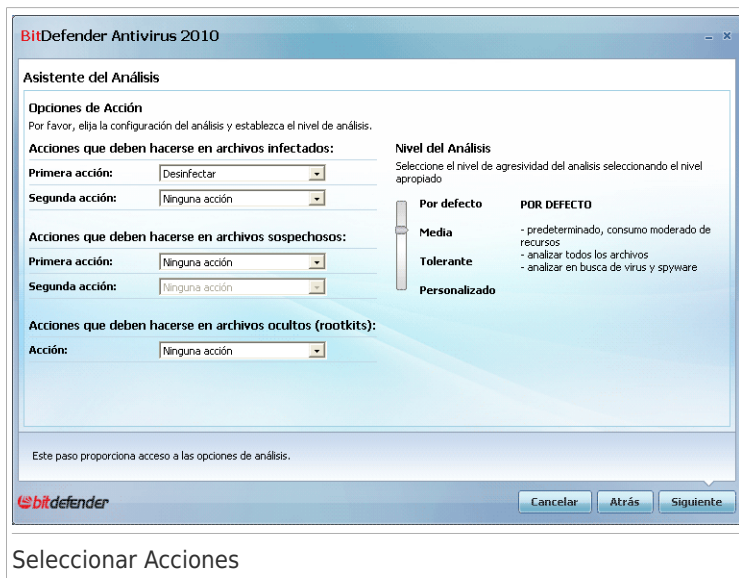 BitDefender Antivirus 2010
Asistente del Análisis
Opciones de Acción
Por favor, elija la configuración del análisis y establezca el nivel de análisis.
Acciones que deben hacerse en archivos infectados:
Primera acción: Desinfectar
Segunda acción: Ninguna acción
Acciones que deben hacerse en archivos sospechosos:
Primera acción: Ninguna acción
Segunda acción: Ninguna acción
Acciones que deben hacerse en archivos ocultos (rootkits):
Acción: Ninguna acción
Nivel del Análisis
Seleccione el nivel de agresividad del analisis seleccionando el nivel
apropiado
Por defecto
Media
Tolerante
Personalizado
POR DEFECTO
- predeterminado, consumo moderado de
recursos
- analizar todos los archivos
- analizar en busca de virus y spyware
Este paso proporciona acceso a las opciones de análisis.
bitdefender
Cancelar Atrás Siguiente
Seleccionar Acciones